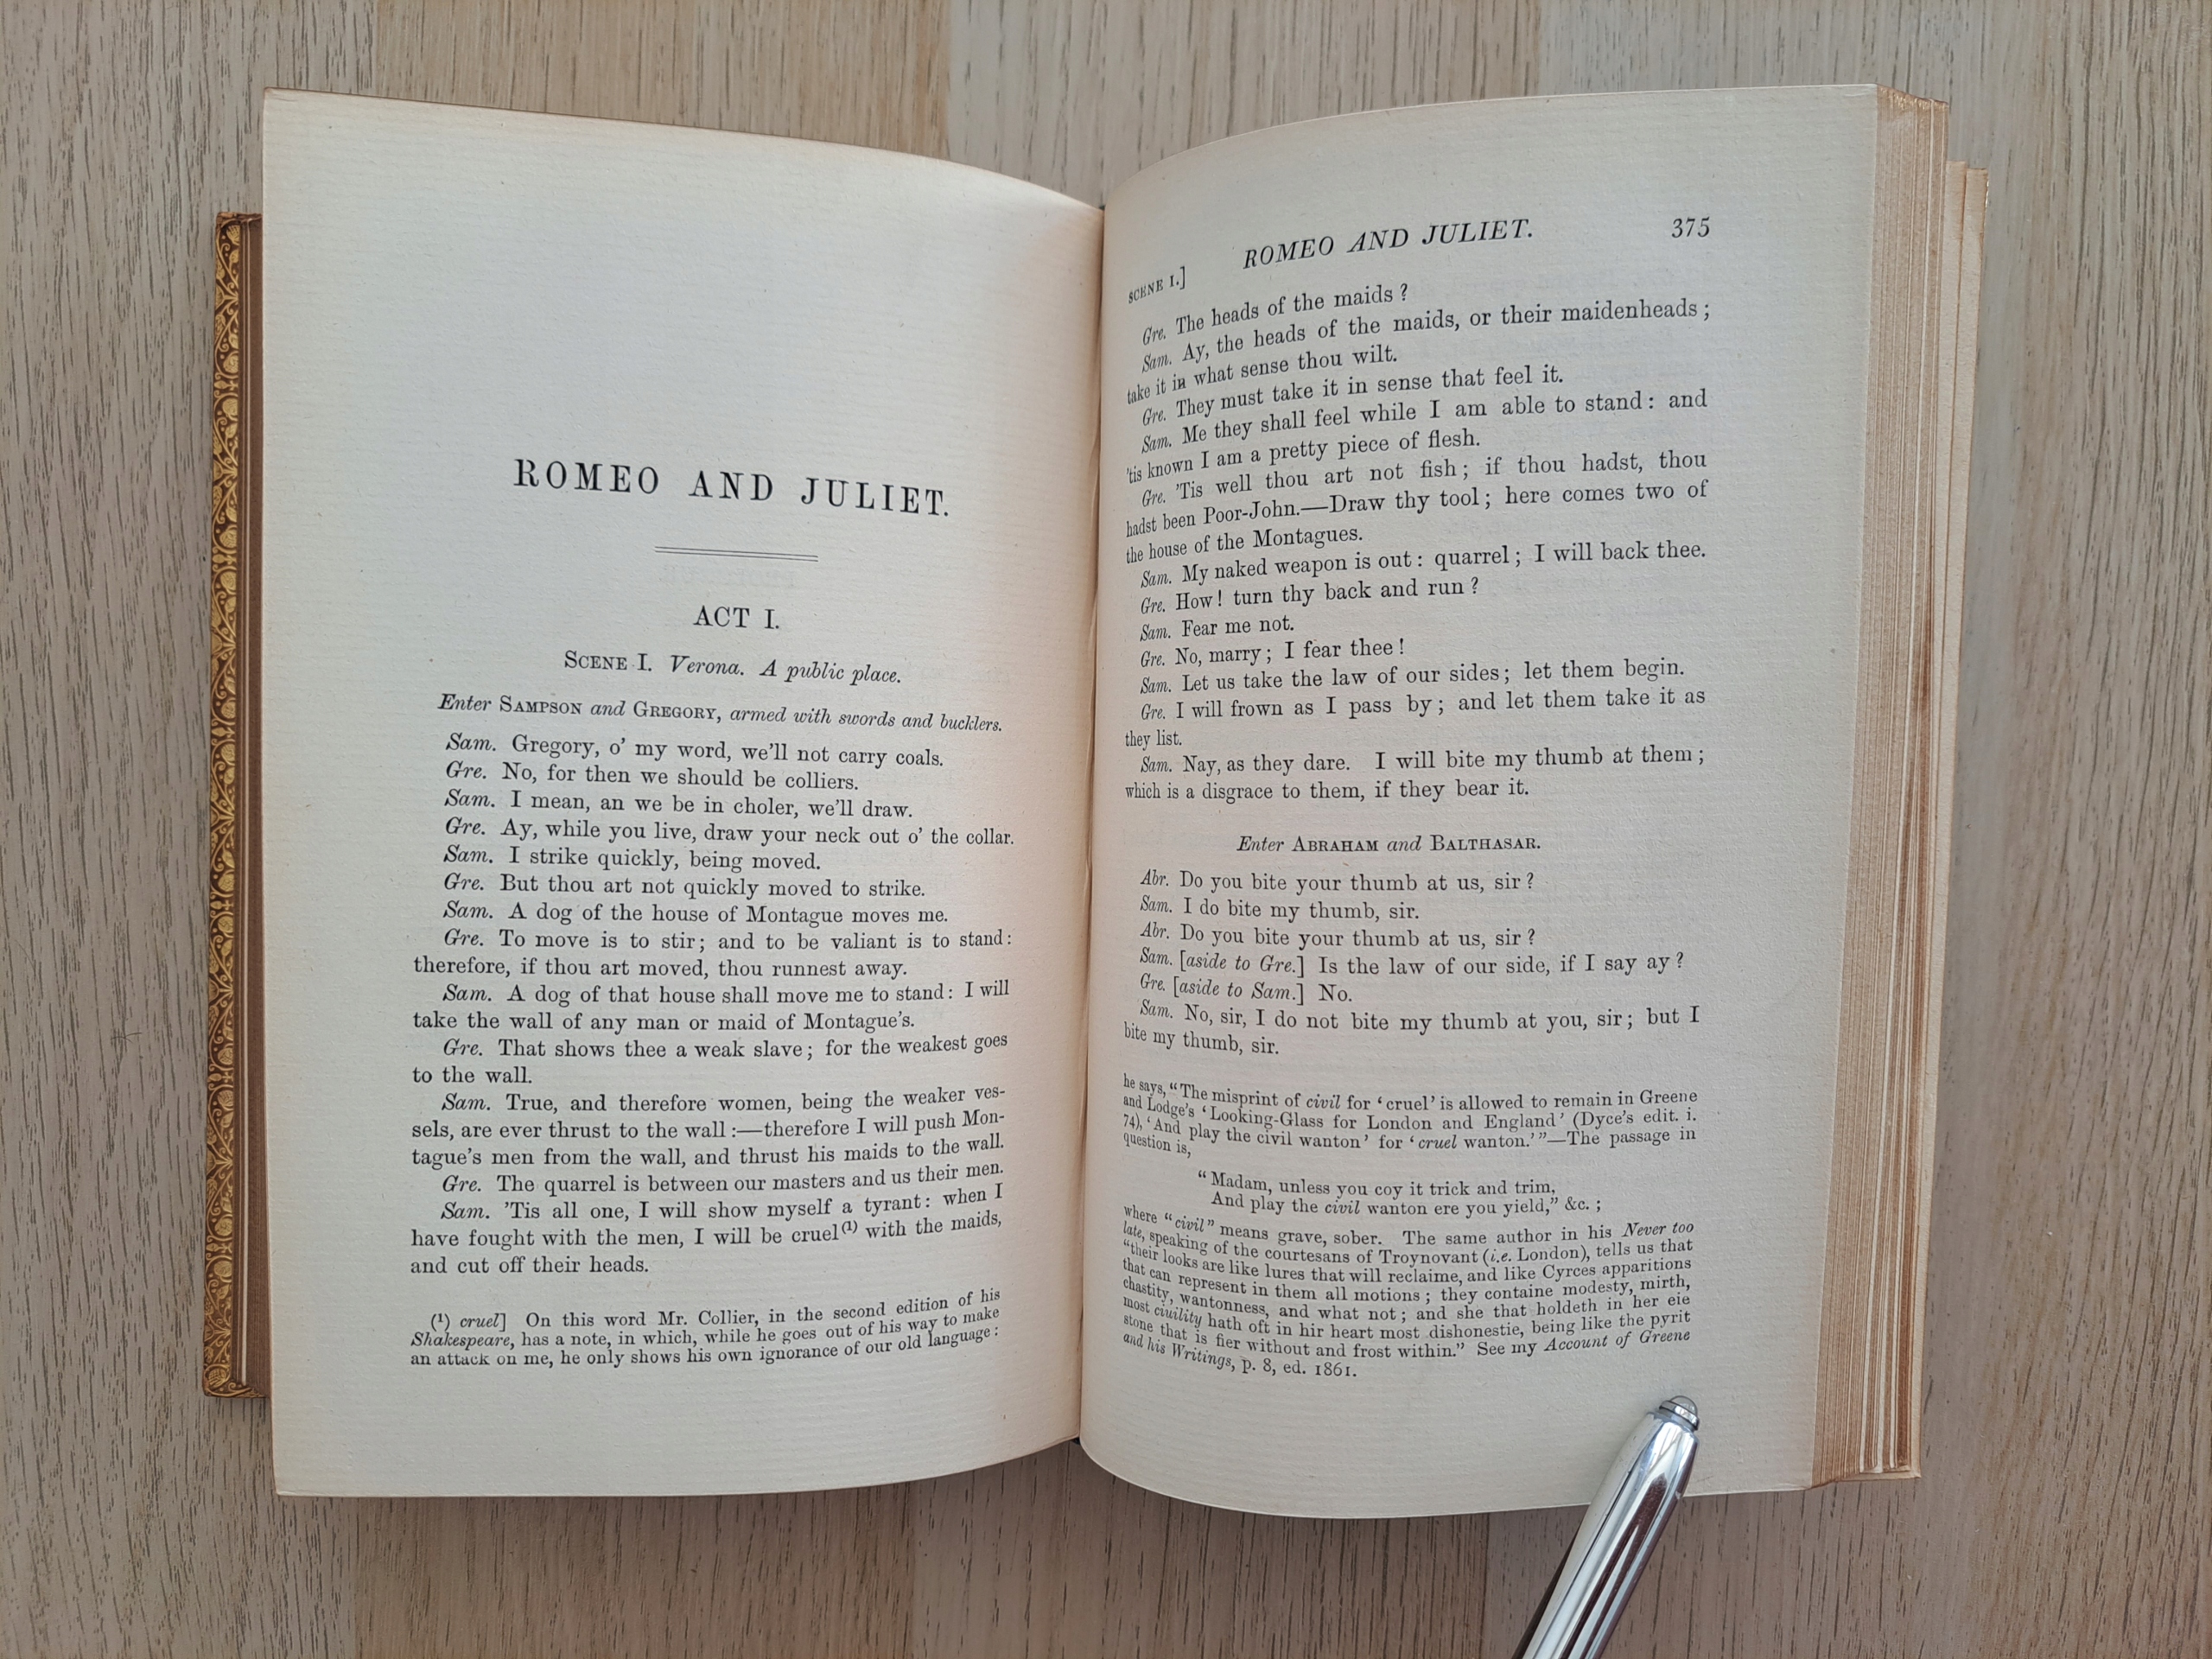 ROMEO AND JULIET.
ACT I.
SCENE I. Verona. A public place.
Enter SAMPSON and GREGORY, armed with swords and bucklers.
Sam. Gregory, o' my word, we'll not carry coals.
Gre. No, for then we should be colliers.
Sam. I mean, an we be in choler, we'll draw.
Gre. Ay, while you live, draw your neck out o' the collar.
Sam. I strike quickly, being moved.
Gre. But thou art not quickly moved to strike.
Sam. A dog of the house of Montague moves me.
Gre. To move is to stir; and to be valiant is to stand:
therefore, if thou art moved, thou runnest away.
Sam. A dog of that house shall move me to stand: I will
take the wall of any man or maid of Montague's.
Gre. That shows thee a weak slave; for the weakest goes
to the wall.
Sam. True, and therefore women, being the weaker ves-
sels, are ever thrust to the wall:—therefore I will push Mon-
tague's men from the wall, and thrust his maids to the wall.
Gre. The quarrel is between our masters and us their men.
Sam. 'Tis all one, I will show myself a tyrant: when I
have fought with the men, I will be cruel(1) with the maids,
and cut off their heads.
(1) cruel] On this word Mr. Collier, in the second edition of his
Shakespeare, has a note, in which, while he goes out of his way to make
an attack on me, he only shows his own ignorance of our old language:
SCENE I.] ROMEO AND JULIET. 375
Gre. The heads of the maids?
Sam. Ay, the heads of the maids, or their maidenheads;
take it in what sense thou wilt.
Gre. They must take it in sense that feel it.
Sam. Me they shall feel while I am able to stand: and
'tis known I am a pretty piece of flesh.
Gre. 'Tis well thou art not fish; if thou hadst, thou
hadst been Poor-John.—Draw thy tool; here comes two of
the house of the Montagues.
Sam. My naked weapon is out: quarrel; I will back thee.
Gre. How! turn thy back and run?
Sam. Fear me not.
Gre. No, marry; I fear thee!
Sam. Let us take the law of our sides; let them begin.
Gre. I will frown as I pass by; and let them take it as
they list.
Sam. Nay, as they dare. I will bite my thumb at them;
which is a disgrace to them, if they bear it.
Enter ABRAHAM and BALTHASAR.
Abr. Do you bite your thumb at us, sir?
Sam. I do bite my thumb, sir.
Abr. Do you bite your thumb at us, sir?
Sam. [aside to Gre.] Is the law of our side, if I say ay?
Gre. [aside to Sam.] No.
Sam. No, sir, I do not bite my thumb at you, sir; but I
bite my thumb, sir.
he says, "The misprint of civil for 'cruel' is allowed to remain in Greene
and Lodge's 'Looking-Glass for London and England' (Dyce's edit. i.
74), 'And play the civil wanton' for 'cruel wanton.'"—The passage in
question is,
"Madam, unless you coy it trick and trim,
And play the civil wanton ere you yield," &c.;
where "civil" means grave, sober. The same author in his Never too
late, speaking of the courtesans of Troynovant (i.e. London), tells us that
"their looks are like lures that will reclaime, and like Cyrces apparitions
that can represent in them all motions; they containe modesty, mirth,
chastity, wantonness, and what not; and she that holdeth in her eie
most ciuility hath oft in hir heart most dishonestie, being like the pyrit
stone that is fier without and frost within." See my Account of Greene
and his Writings, p. 8, ed. 1861.